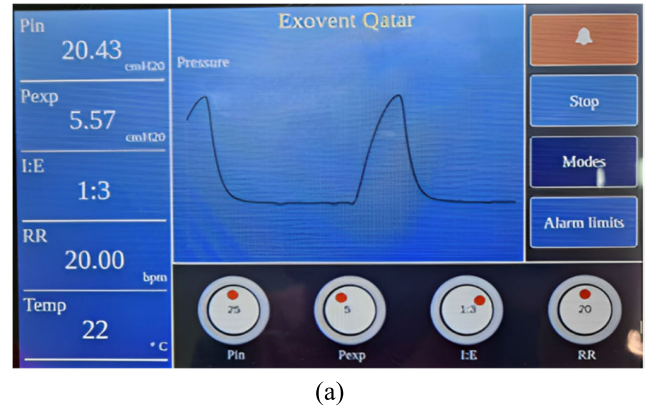 Exovent Qatar
Pin
20.43
cmH20
Pexp
5.57
cmH20
I:E
1:3
RR
20.00
bpm
Temp
22
° C
Pressure
Stop
Modes
Alarm limits
25
Pin
5
Pexp
1:3
I:E
20
RR
(a)